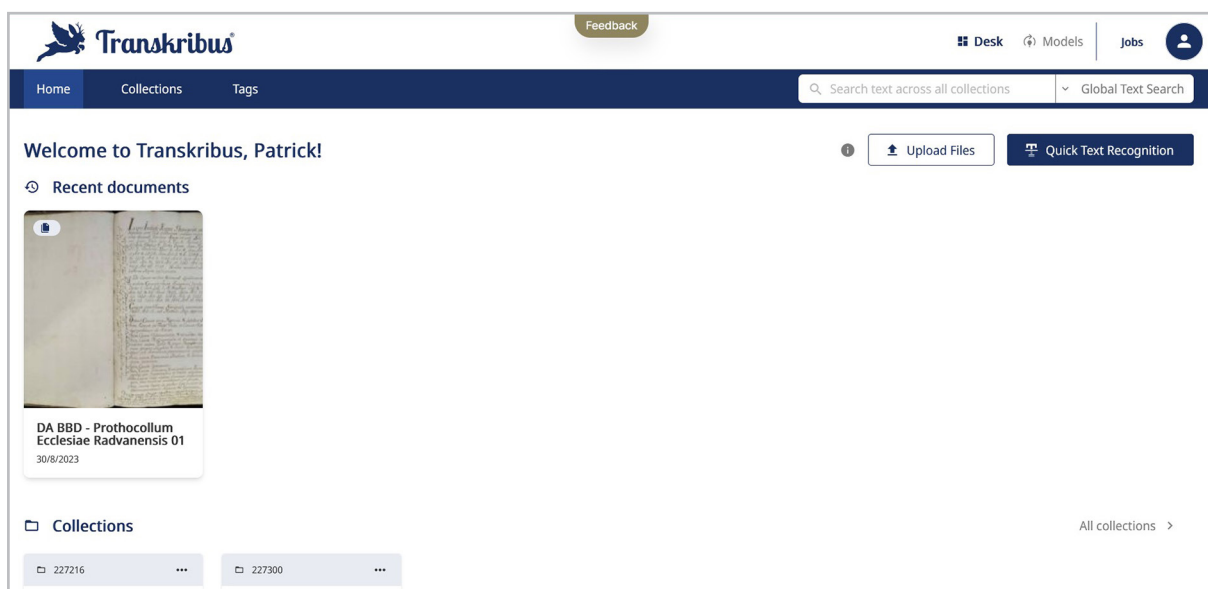 Feedback
Transkribus®
Desk
Models
Jobs
Home
Collections
Tags
Search text across all collections
Global Text Search
Welcome to Transkribus, Patrick!
Upload Files
Quick Text Recognition
Recent documents
DA BBD - Prothocollum
Ecclesiae Radvanensis 01
30/8/2023
Collections
All collections
227216
227300